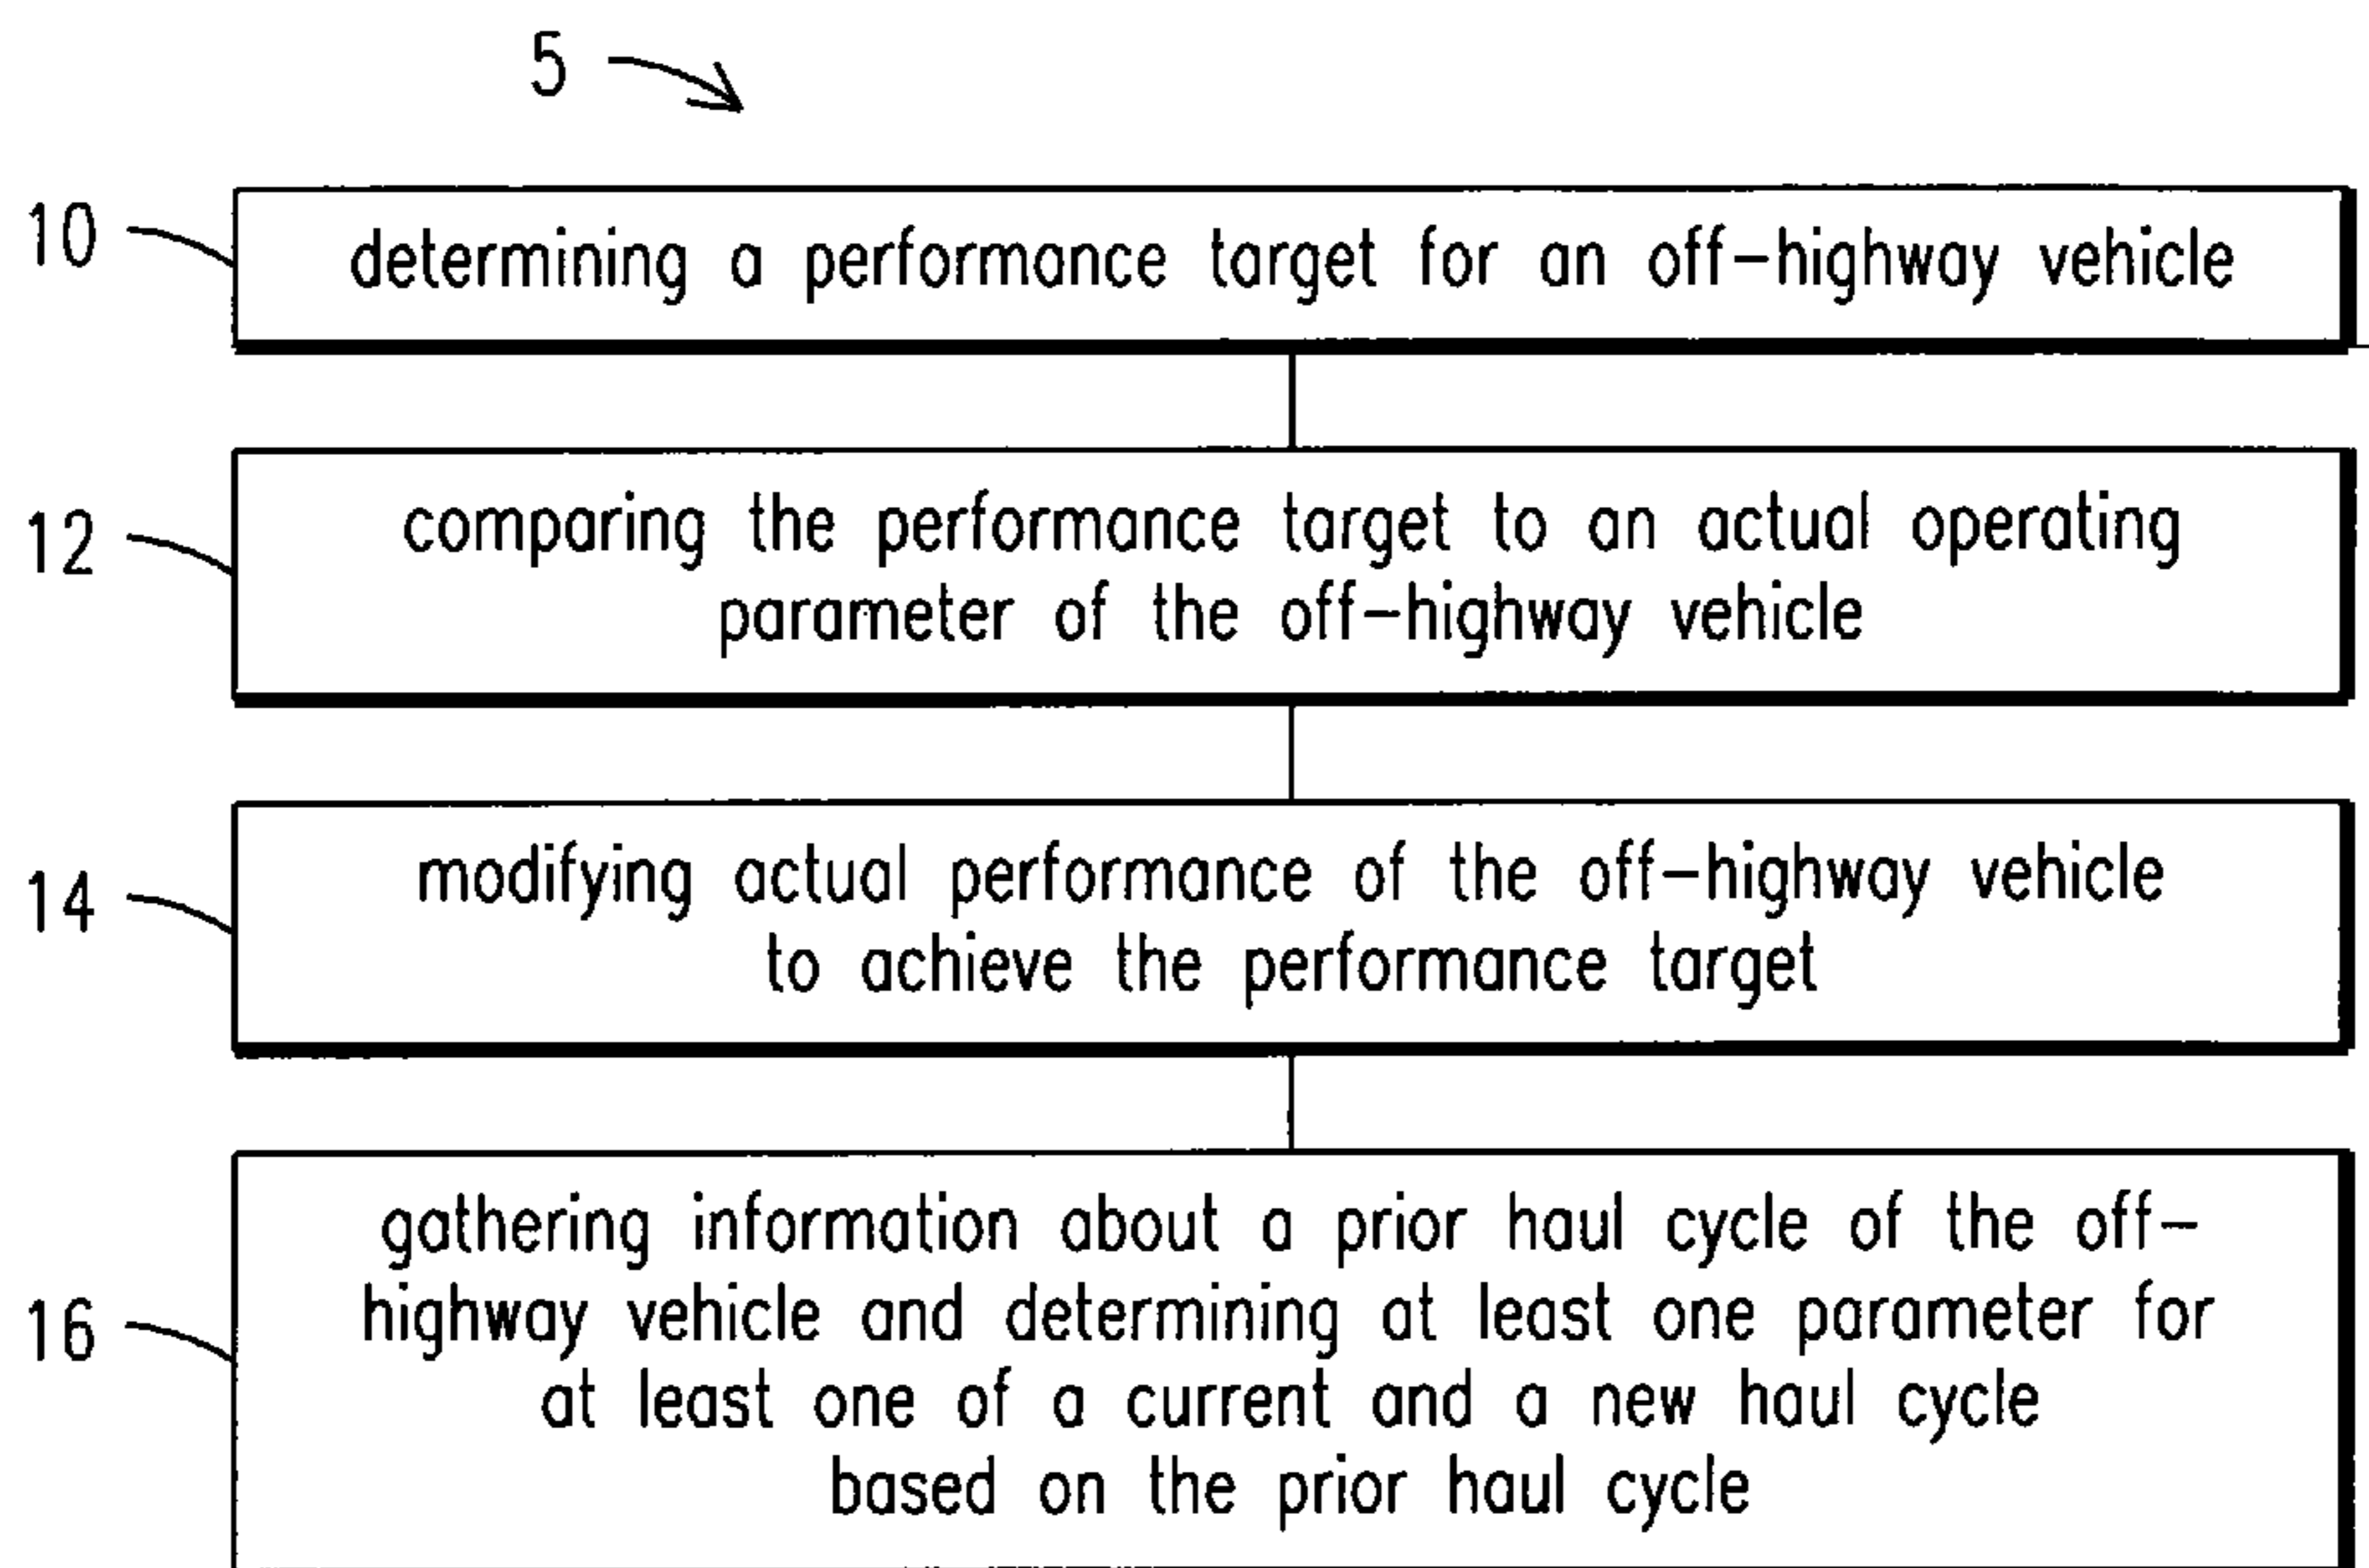 5
10
determining a performance target for an off-highway vehicle
12
comparing the performance target to an actual operating
parameter of the off-highway vehicle
14
modifying actual performance of the off-highway vehicle
to achieve the performance target
16
gathering information about a prior haul cycle of the off-
highway vehicle and determining at least one parameter for
at least one of a current and a new haul cycle
based on the prior haul cycle